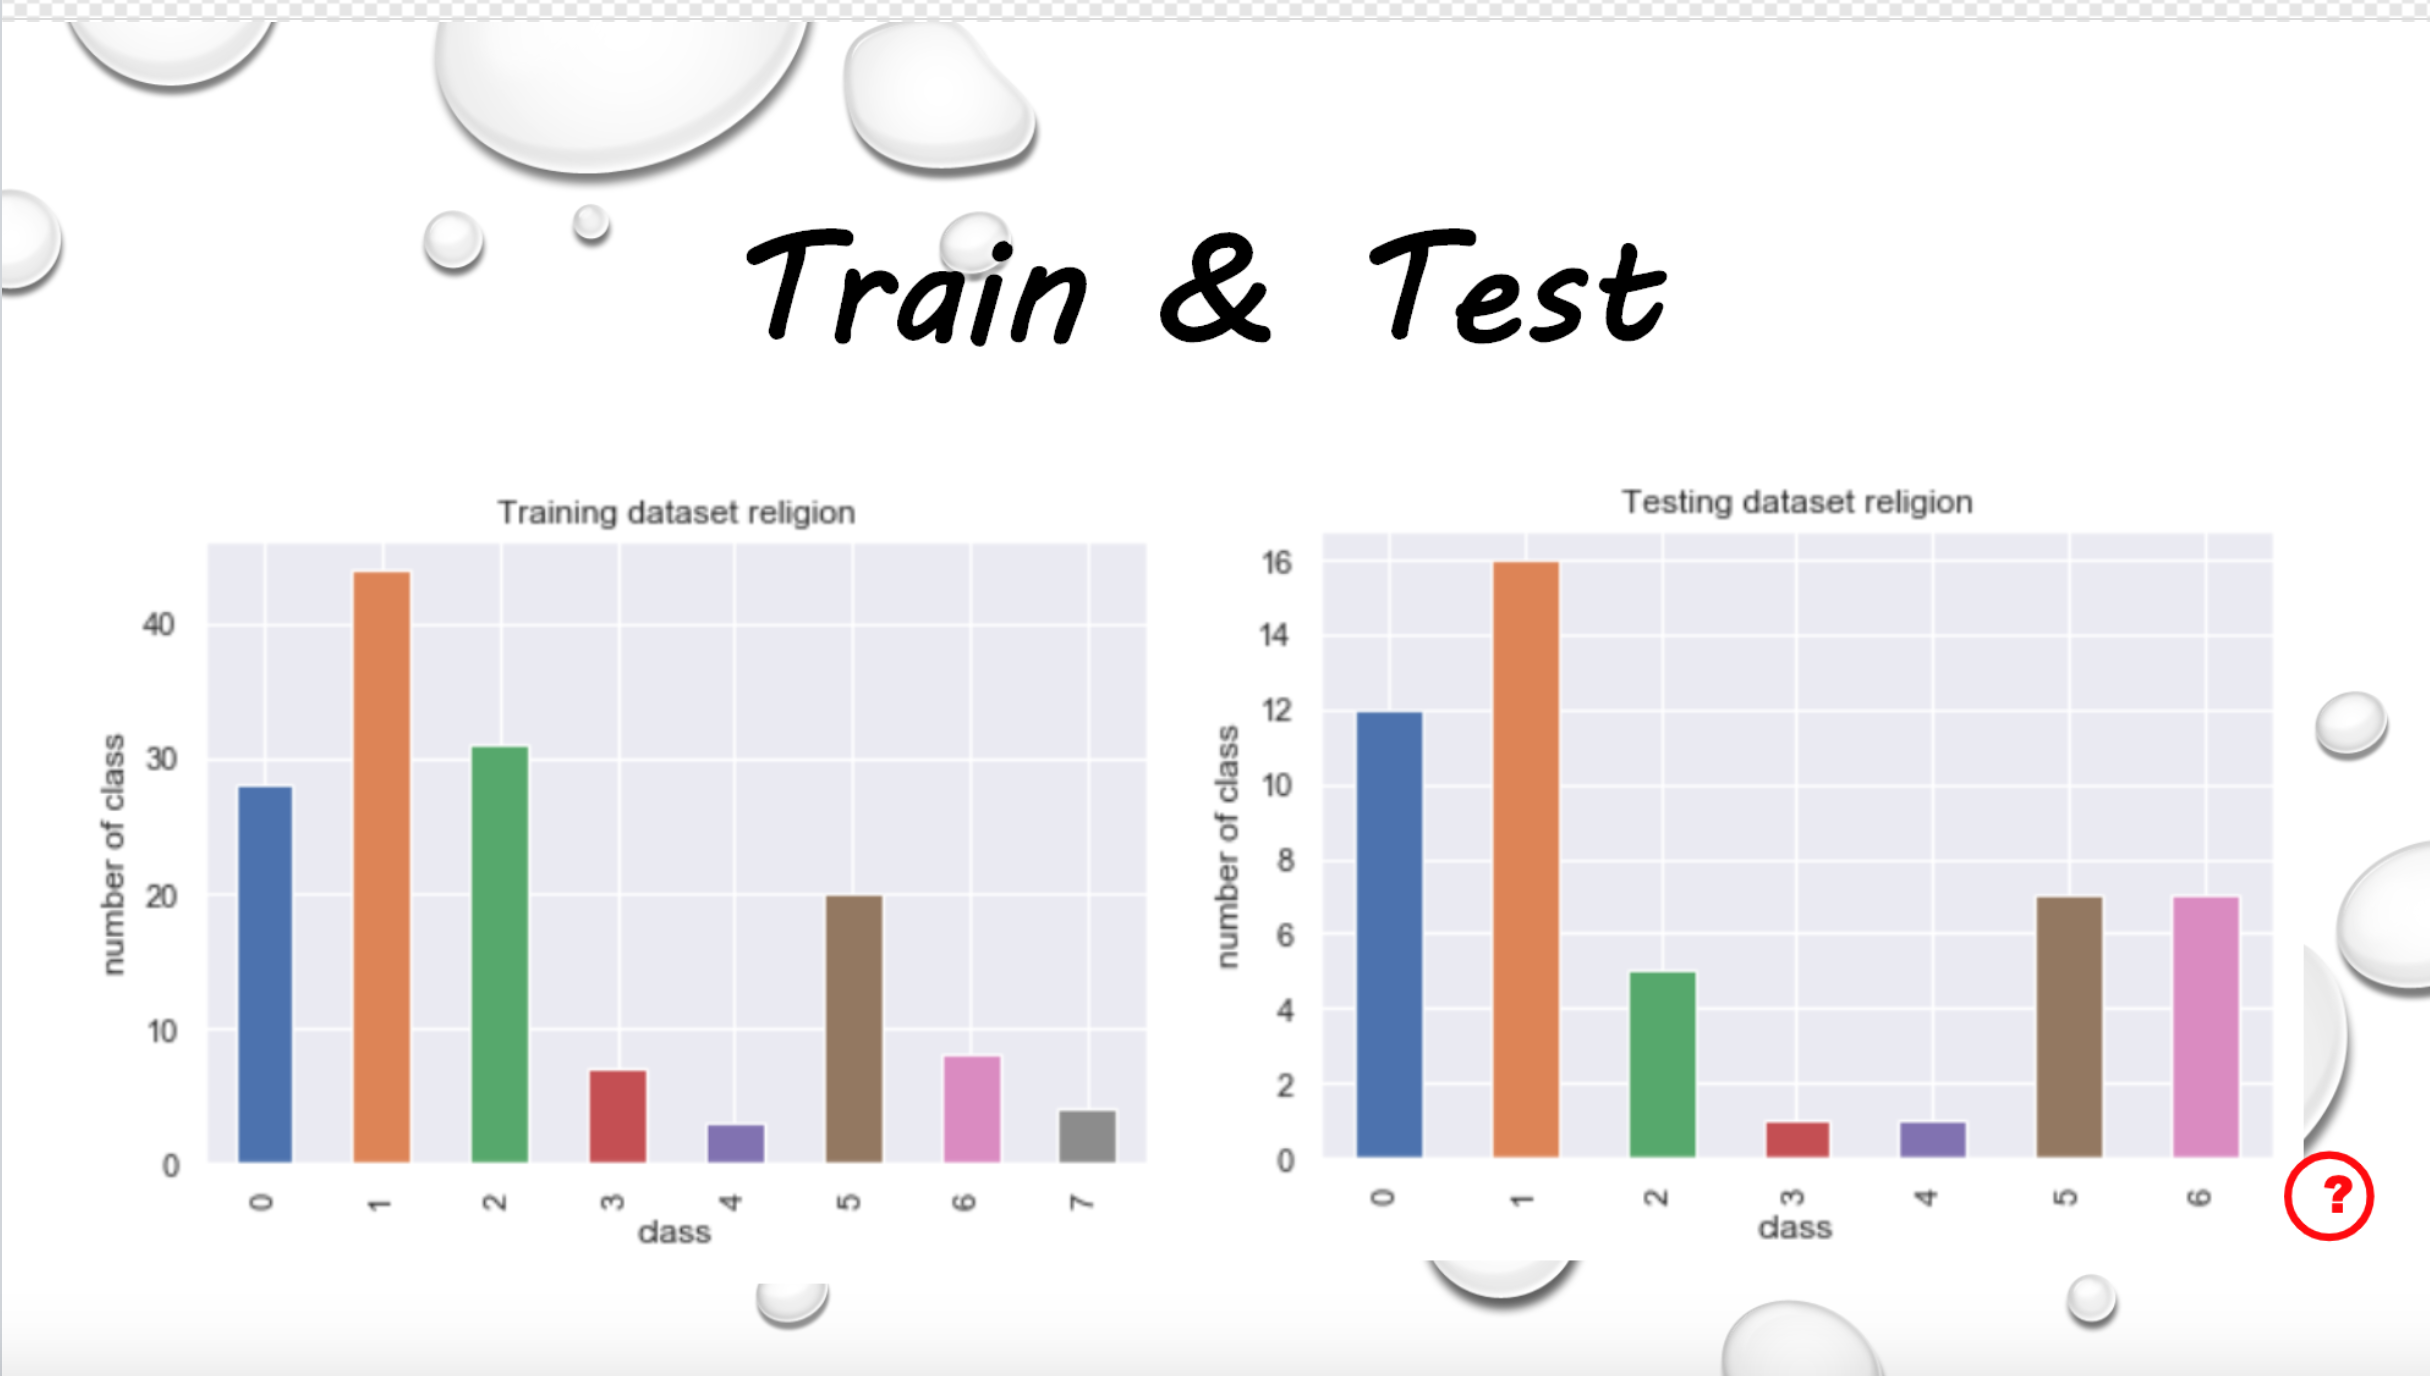 Train & Test
Training dataset religion
number of class
40
30
20
10
0
0 1 2 3 4 5 6 7
class
Testing dataset religion
number of class
16
14
12
10
8
6
4
2
0
0 1 2 3 4 5 6
class
?